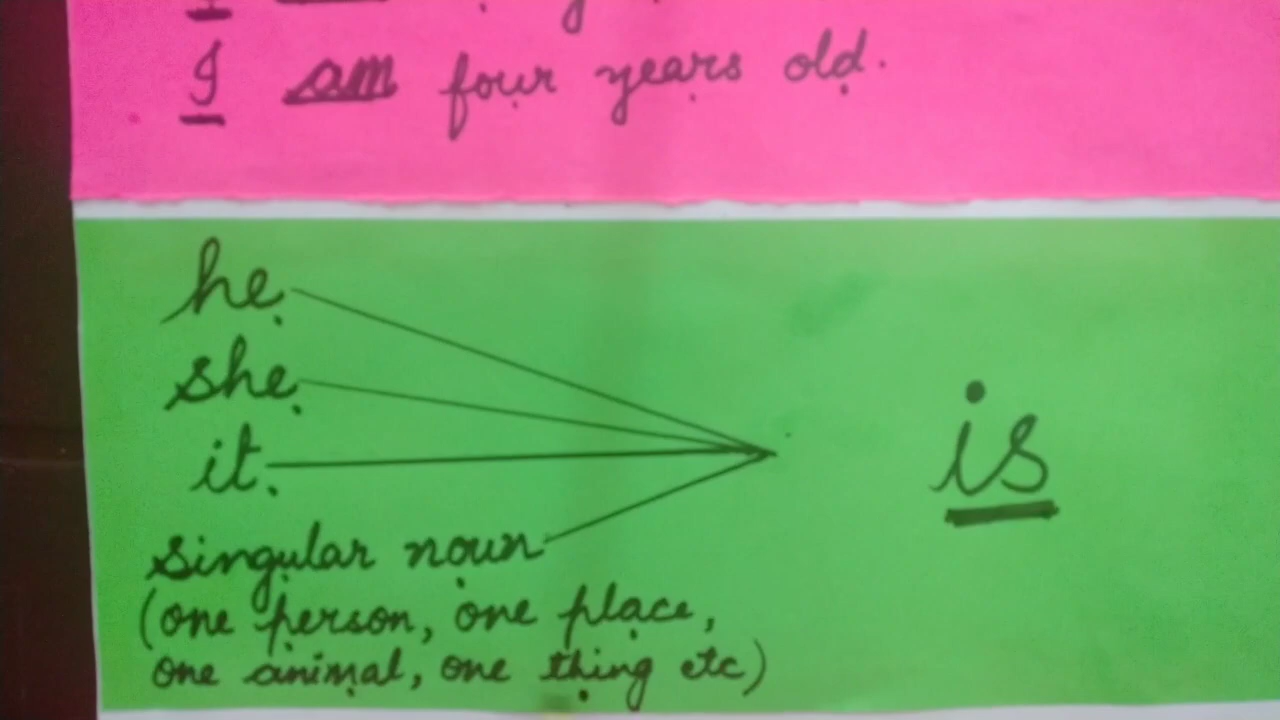 I am four years old.
he
she
it
is
singular noun
(one person, one place,
one animal, one thing etc)